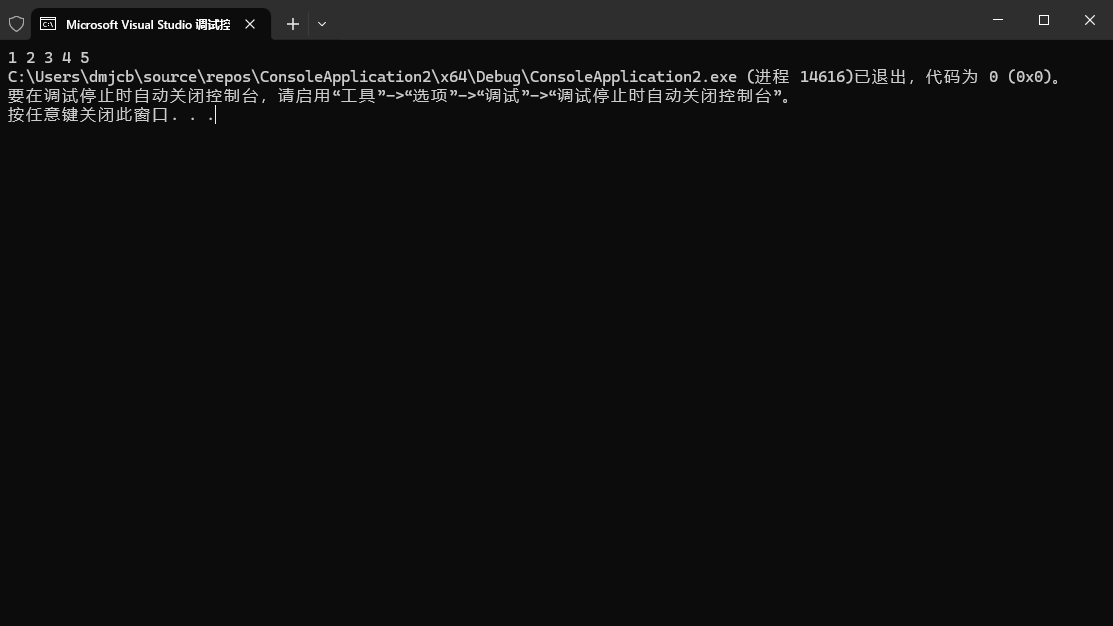 Microsoft Visual Studio 调试控
1 2 3 4 5
C:\Users\dmjcb\source\repos\ConsoleApplication2\x64\Debug\ConsoleApplication2.exe (进程 14616)已退出，代码为 0 (0x0)。
要在调试停止时自动关闭控制台，请启用“工具”->“选项”->“调试”->“调试停止时自动关闭控制台”。
按任意键关闭此窗口. . .